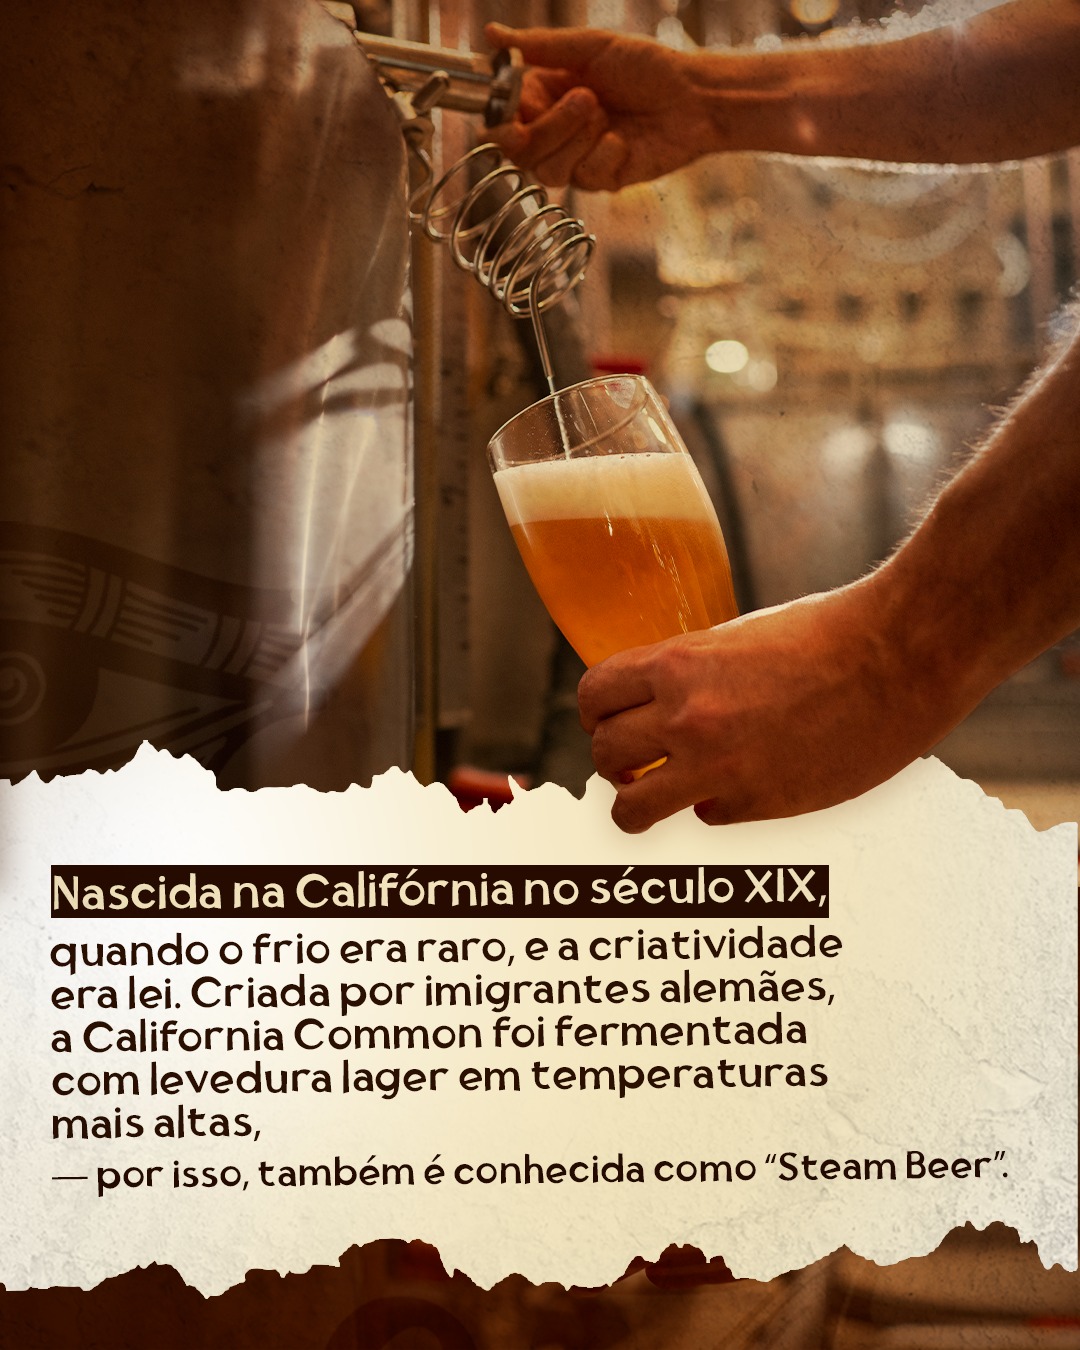 Nascida na Califórnia no século XIX,
quando o frio era raro, e a criatividade
era lei. Criada por imigrantes alemães,
a California Common foi fermentada
com levedura lager em temperaturas
mais altas,
— por isso, também é conhecida como “Steam Beer”.